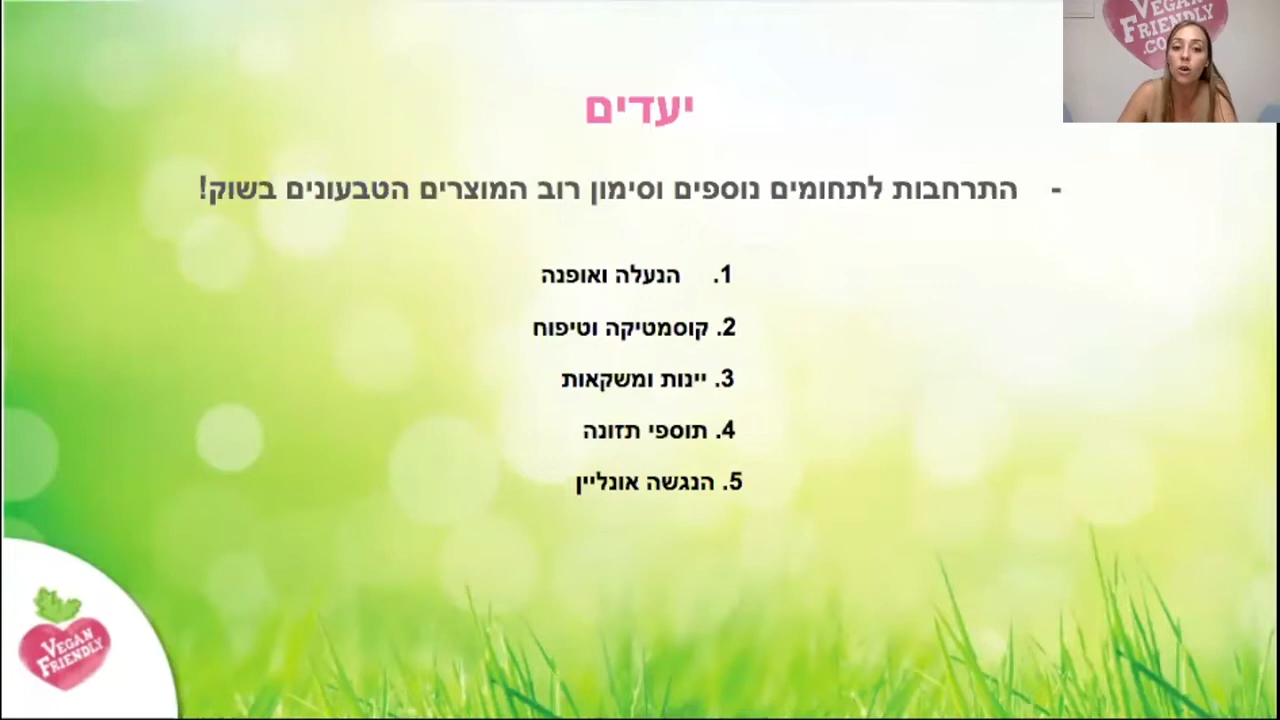 VEGAN
FRIENDLY
.CO
יעדים
- התרחבות לתחומים נוספים וסימון רוב המוצרים הטבעונים בשוק!
1. הנעלה ואופנה
2. קוסמטיקה וטיפוח
3. יינות ומשקאות
4. תוספי תזונה
5. הנגשה אונליין
VEGAN
FRIENDLY